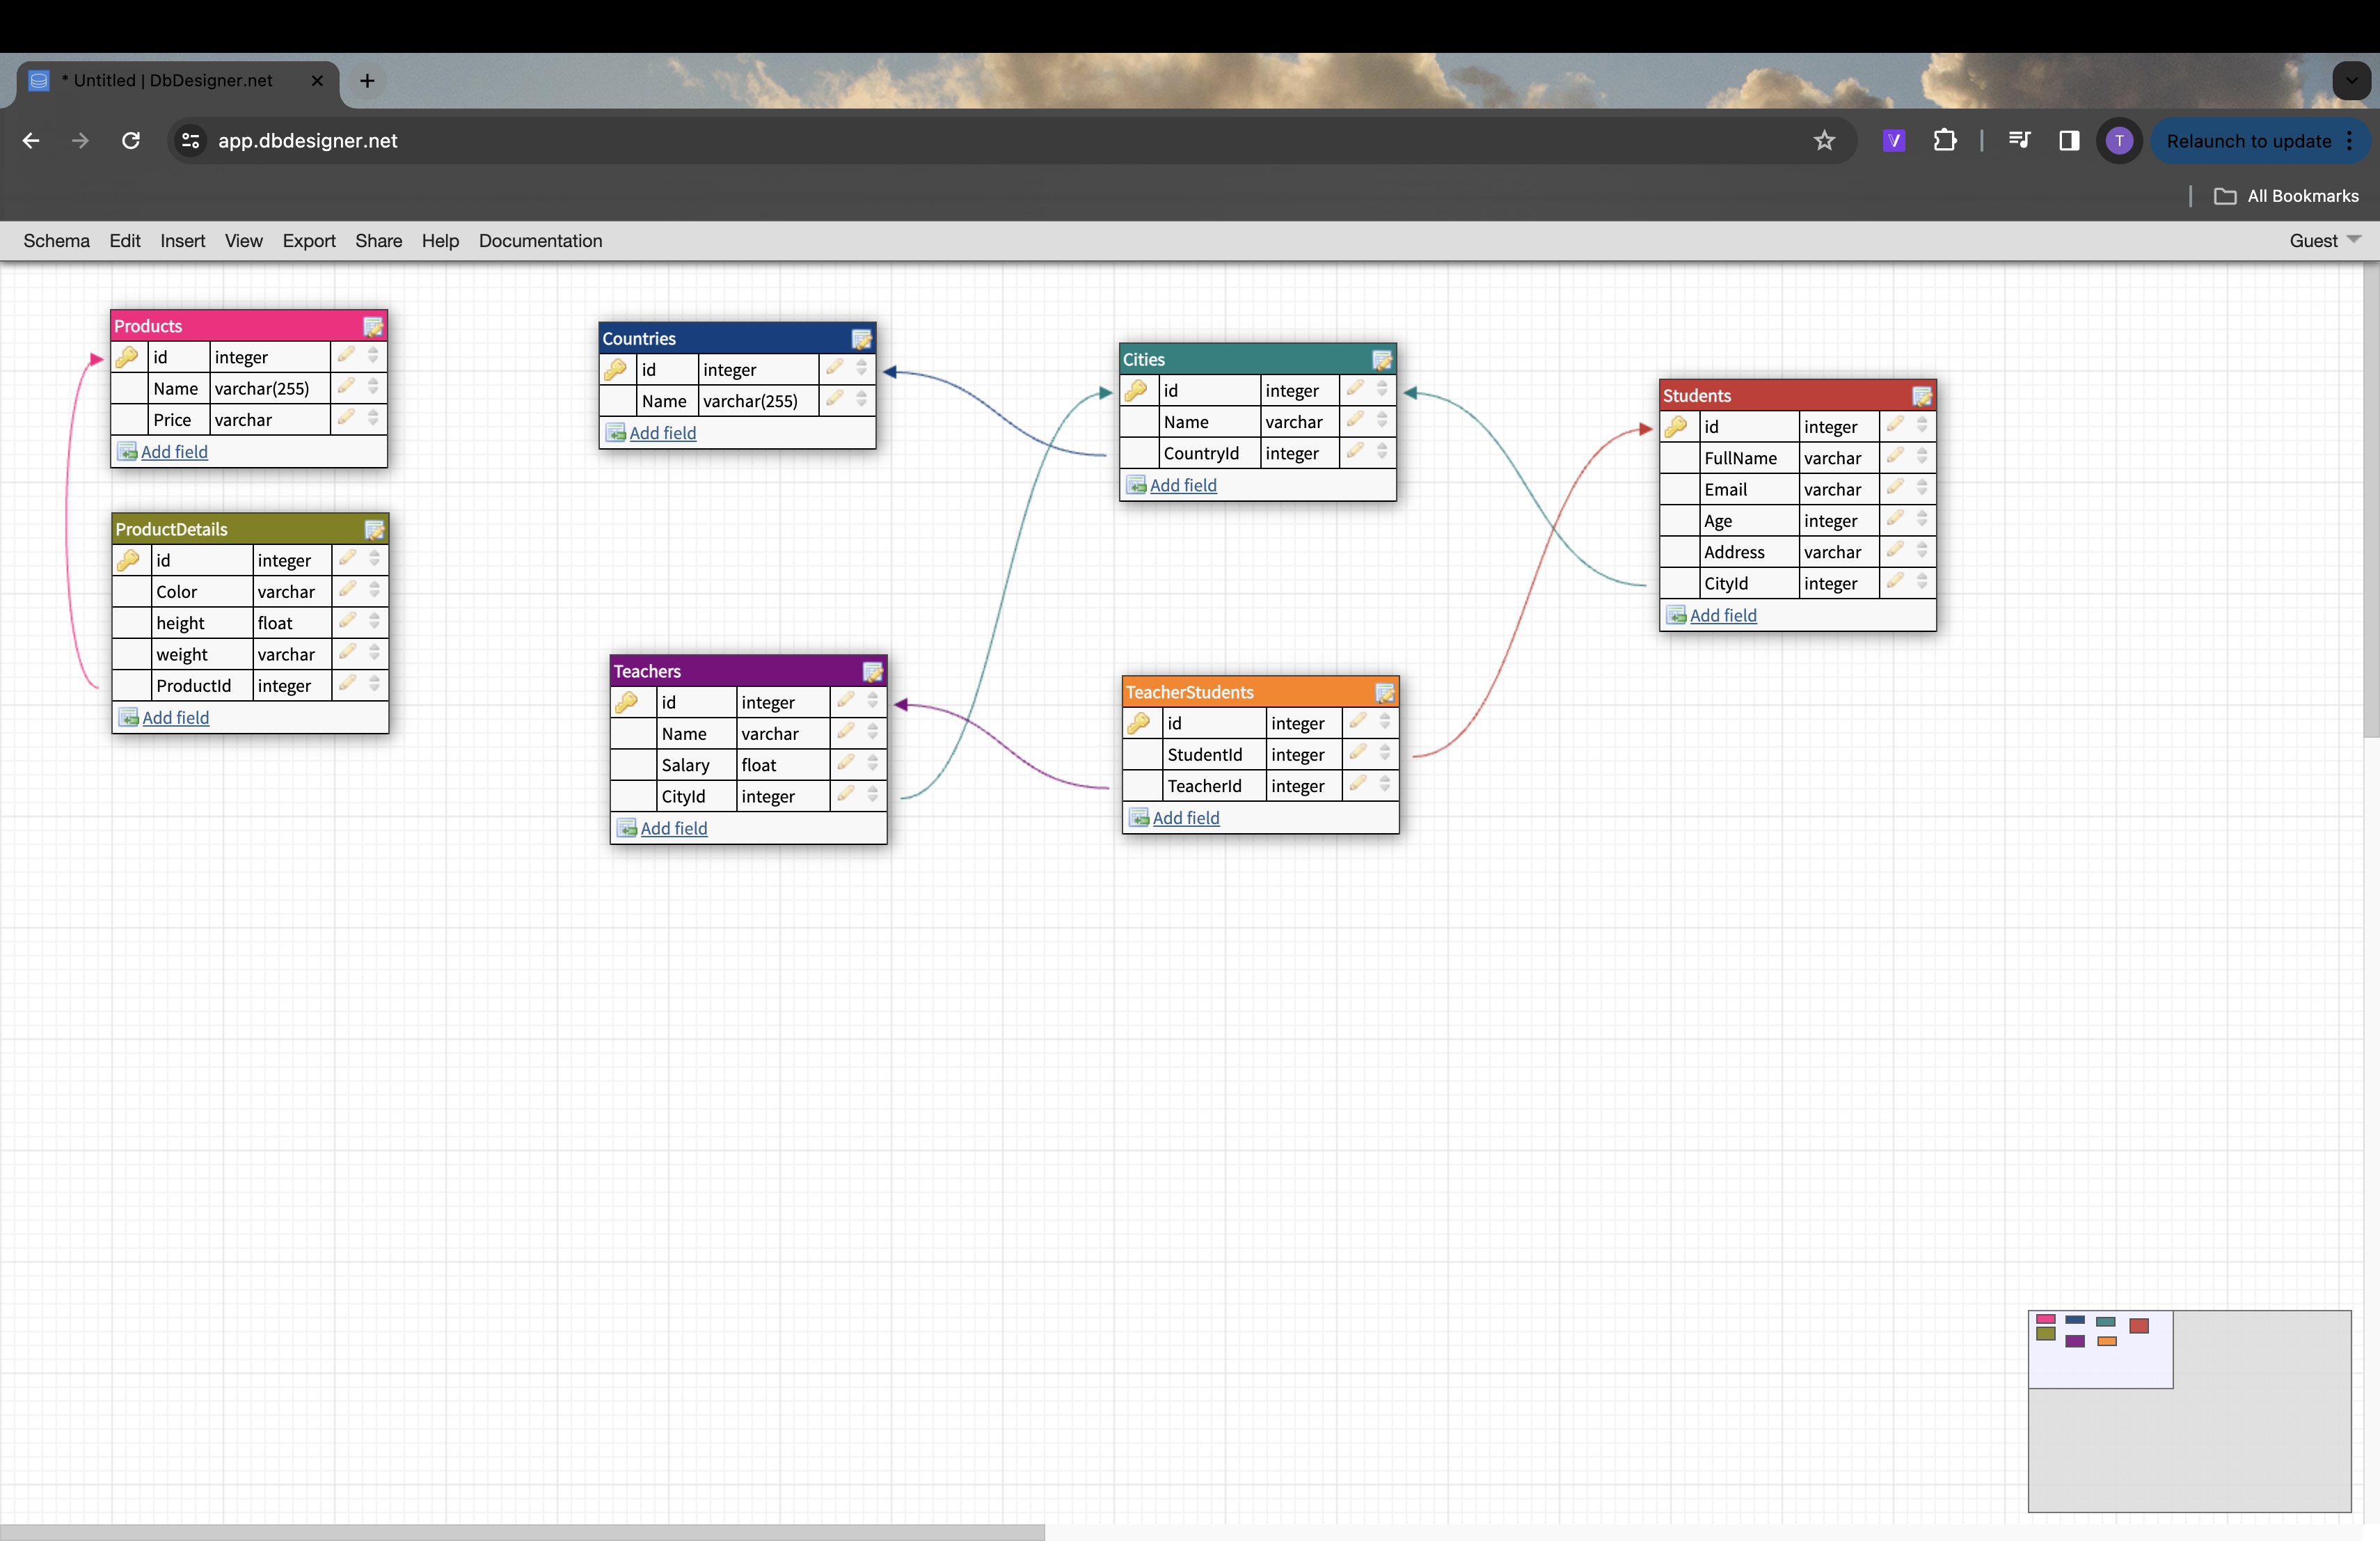 * Untitled | DbDesigner.net
app.dbdesigner.net
V
T
Relaunch to update
All Bookmarks
Schema Edit Insert View Export Share Help Documentation
Guest
Products
id integer
Name varchar(255)
Price varchar
Add field
ProductDetails
id integer
Color varchar
height float
weight varchar
ProductId integer
Add field
Countries
id integer
Name varchar(255)
Add field
Teachers
id integer
Name varchar
Salary float
CityId integer
Add field
Cities
id integer
Name varchar
CountryId integer
Add field
TeacherStudents
id integer
StudentId integer
TeacherId integer
Add field
Students
id integer
FullName varchar
Email varchar
Age integer
Address varchar
CityId integer
Add field